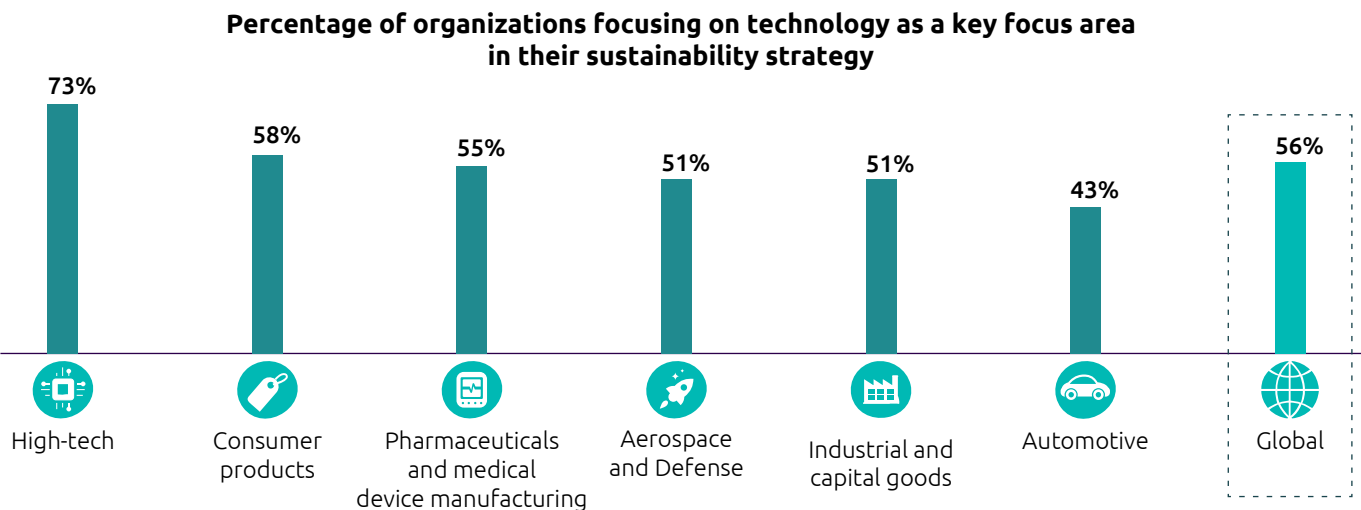 Percentage of organizations focusing on technology as a key focus area
in their sustainability strategy
73%
58%
55%
51%
51%
43%
56%
High-tech
Consumer
products
Pharmaceuticals
and medical
device manufacturing
Aerospace
and Defense
Industrial and
capital goods
Automotive
Global